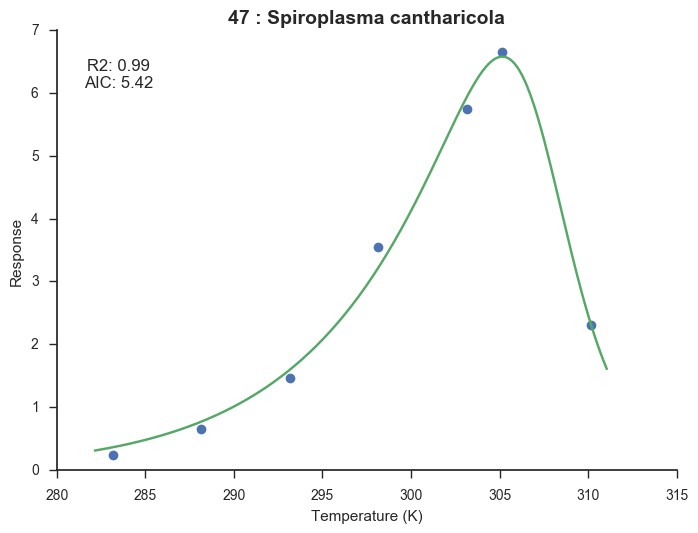 47 : Spiroplasma cantharicola
R2: 0.99
AIC: 5.42
7
6
5
4
3
2
1
0
Response
280 285 290 295 300 305 310 315
Temperature (K)